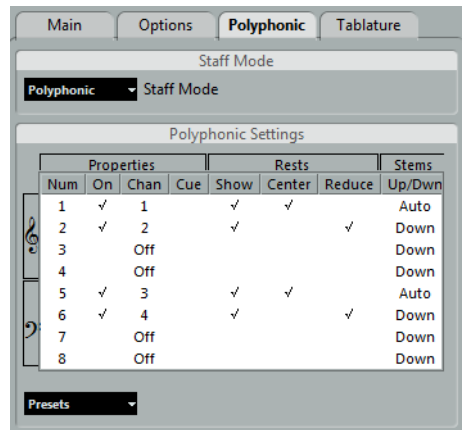 Main Options Polyphonic Tablature
Staff Mode
Polyphonic Staff Mode
Polyphonic Settings
Properties Rests Stems
Num On Chan Cue Show Center Reduce Up/Dwn
1 √ 1 √ √ Auto
2 √ 2 √ √ Down
3 Off Down
4 Off Down
5 √ 3 √ √ Auto
6 √ 4 √ √ Down
7 Off Down
8 Off Down
Presets